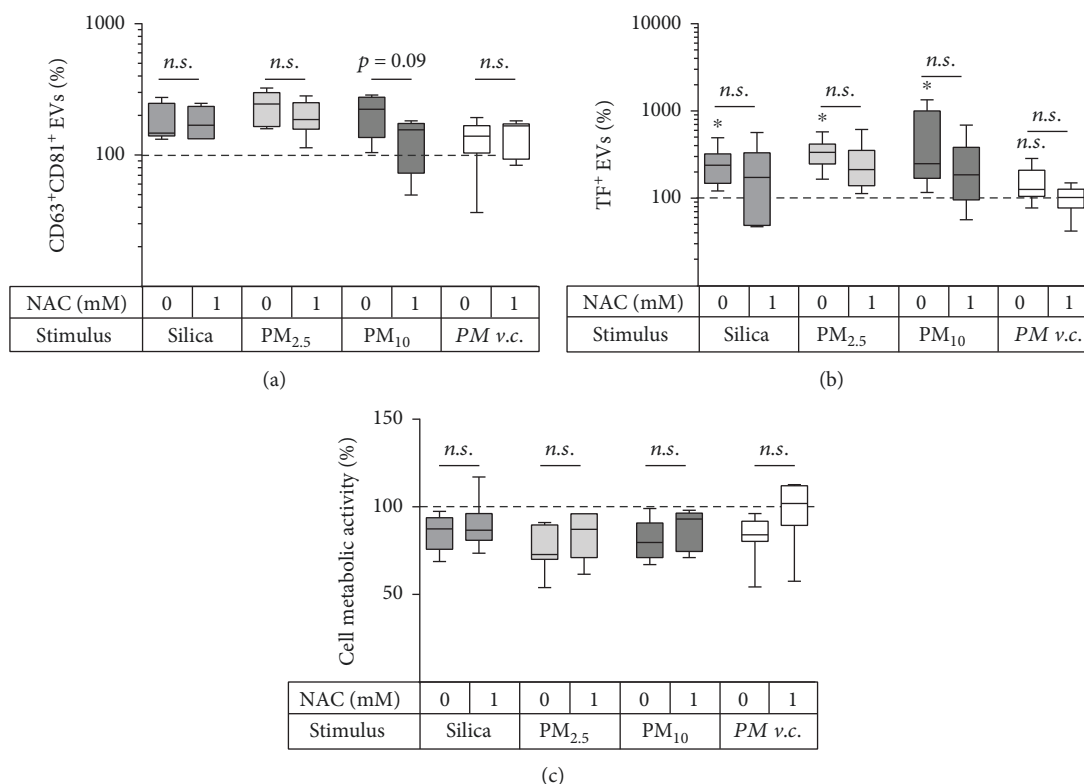 1000
100
CD63⁺CD81⁺ EVs (%)
n.s.
n.s.
p = 0.09
n.s.
NAC (mM) 0 1 0 1 0 1 0 1
Stimulus Silica PM₂.₅ PM₁₀ PM v.c.
(a)
10000
1000
100
TF⁺ EVs (%)
n.s.
n.s.
n.s.
n.s.
* * * n.s.
NAC (mM) 0 1 0 1 0 1 0 1
Stimulus Silica PM₂.₅ PM₁₀ PM v.c.
(b)
150
100
50
Cell metabolic activity (%)
n.s. n.s. n.s. n.s.
NAC (mM) 0 1 0 1 0 1 0 1
Stimulus Silica PM₂.₅ PM₁₀ PM v.c.
(c)